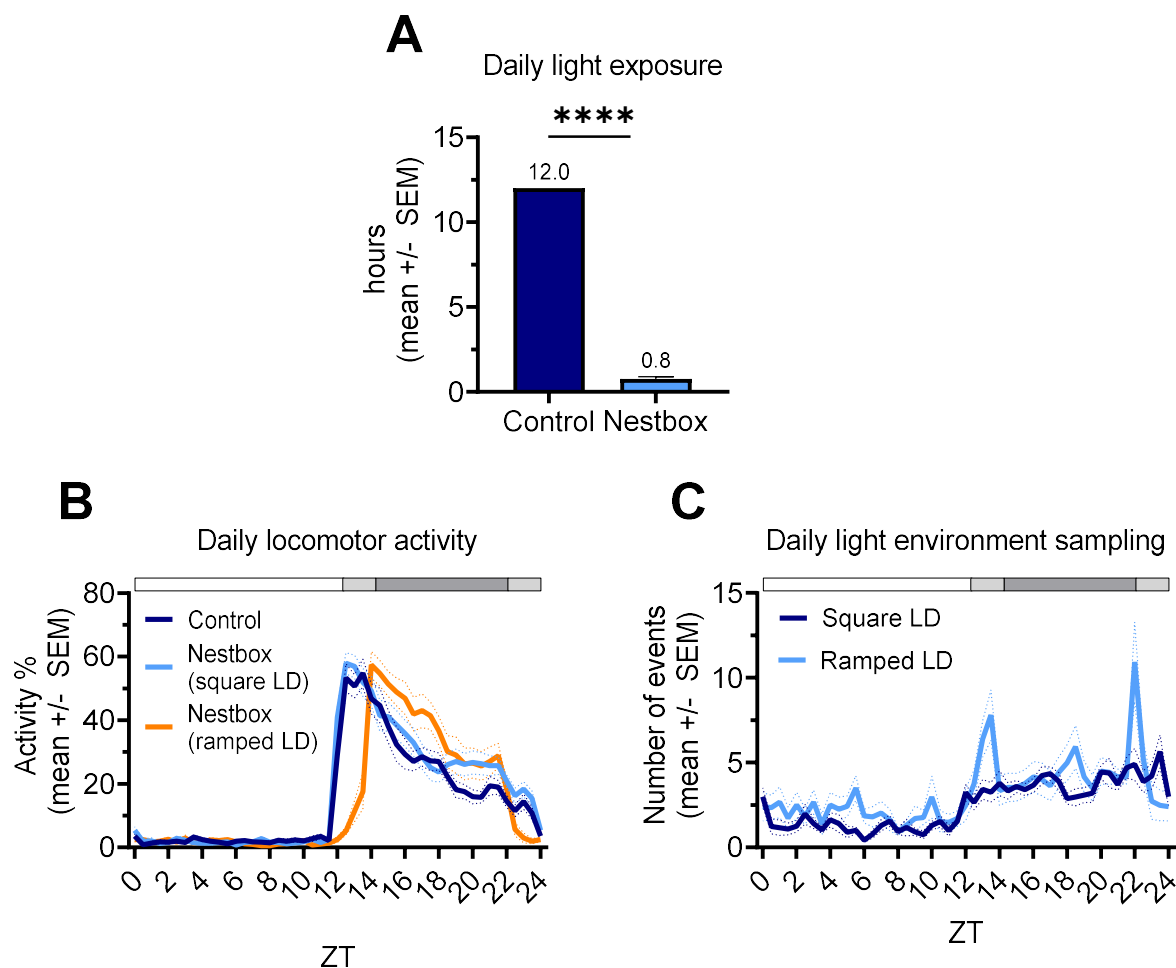 A
Daily light exposure
****
15
10
5
0
hours
(mean +/- SEM)
12.0
0.8
Control Nestbox
B
Daily locomotor activity
80
60
40
20
0
Activity %
(mean +/- SEM)
Control
Nestbox
(square LD)
Nestbox
(ramped LD)
0 2 4 6 8 10 12 14 16 18 20 22 24
ZT
C
Daily light environment sampling
15
10
5
0
Number of events
(mean +/- SEM)
Square LD
Ramped LD
0 2 4 6 8 10 12 14 16 18 20 22 24
ZT